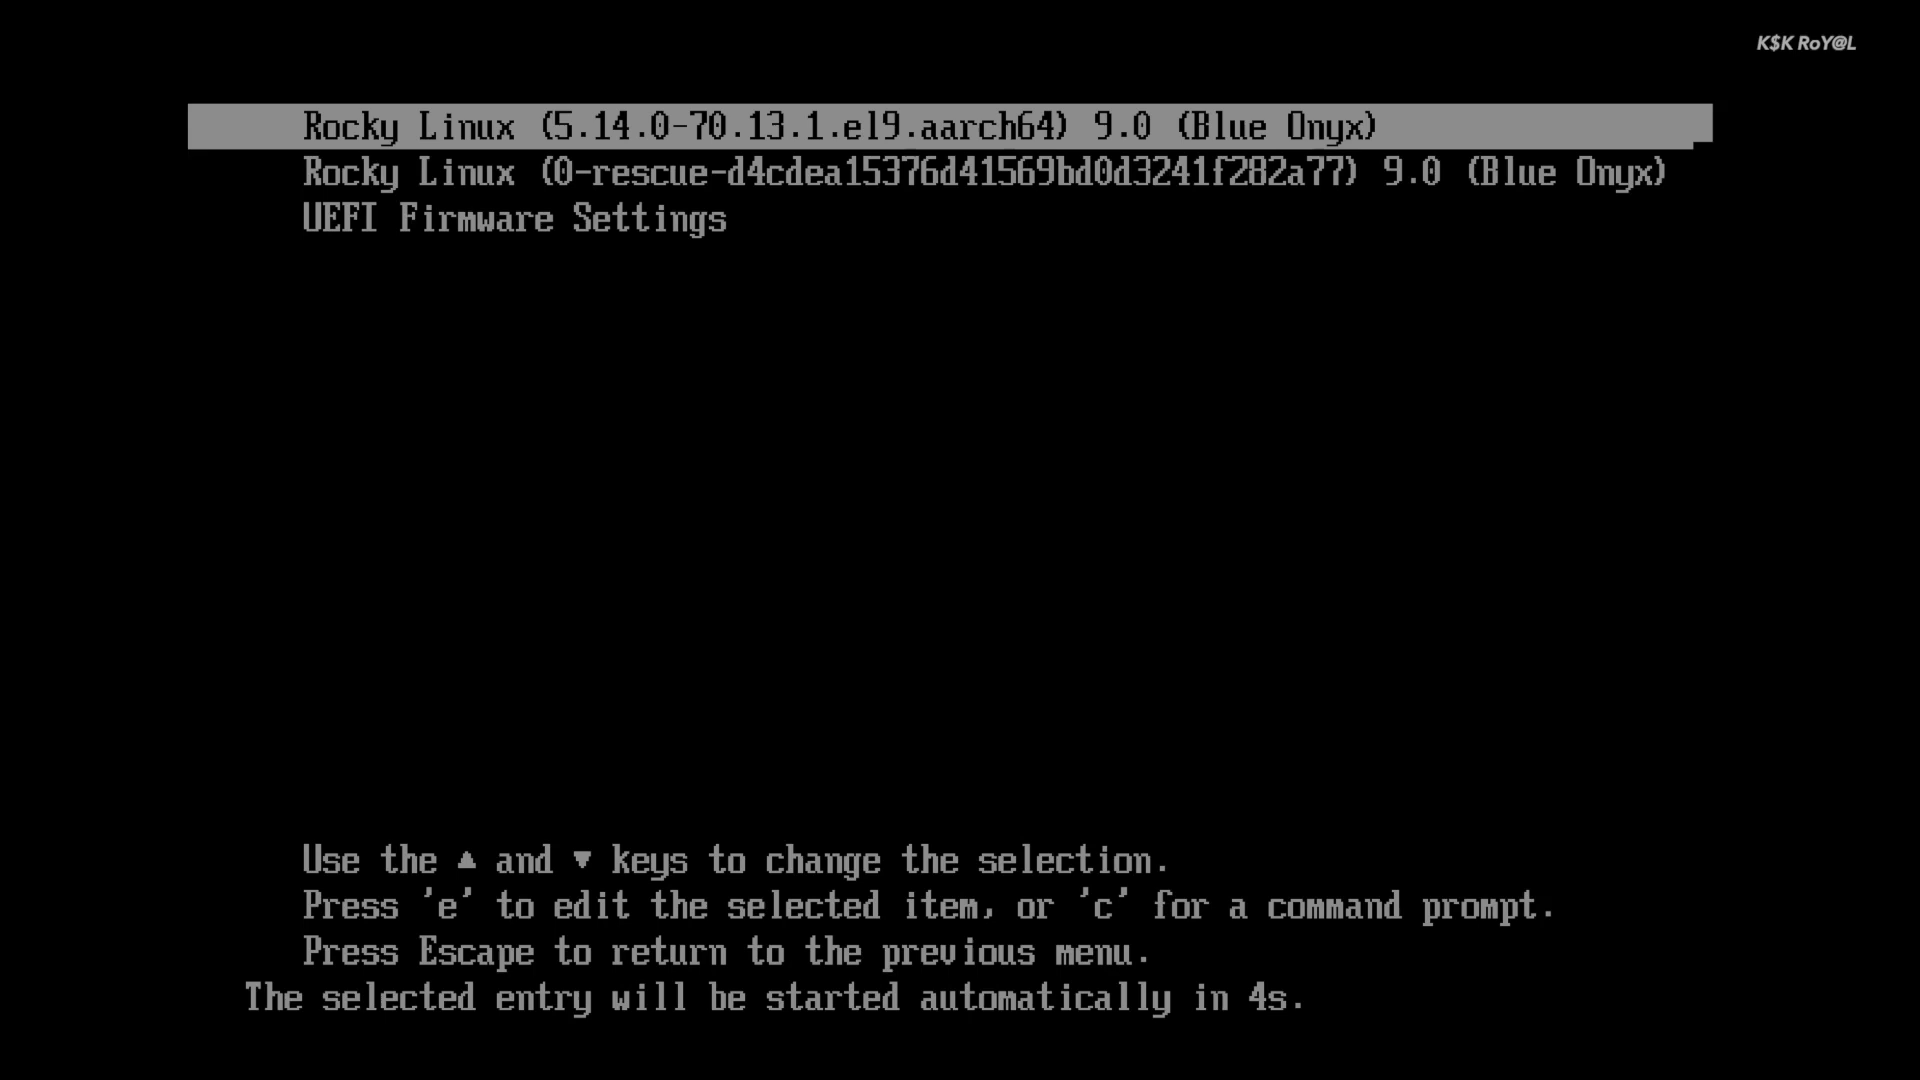 K$K RoY@L
Rocky Linux (5.14.0-70.13.1.el9.aarch64) 9.0 (Blue Onyx)
Rocky Linux (0-rescue-d4cdea15376d41569bd0d3241f282a77) 9.0 (Blue Onyx)
UEFI Firmware Settings
Use the ▲ and ▼ keys to change the selection.
Press 'e' to edit the selected item, or 'c' for a command prompt.
Press Escape to return to the previous menu.
The selected entry will be started automatically in 4s.